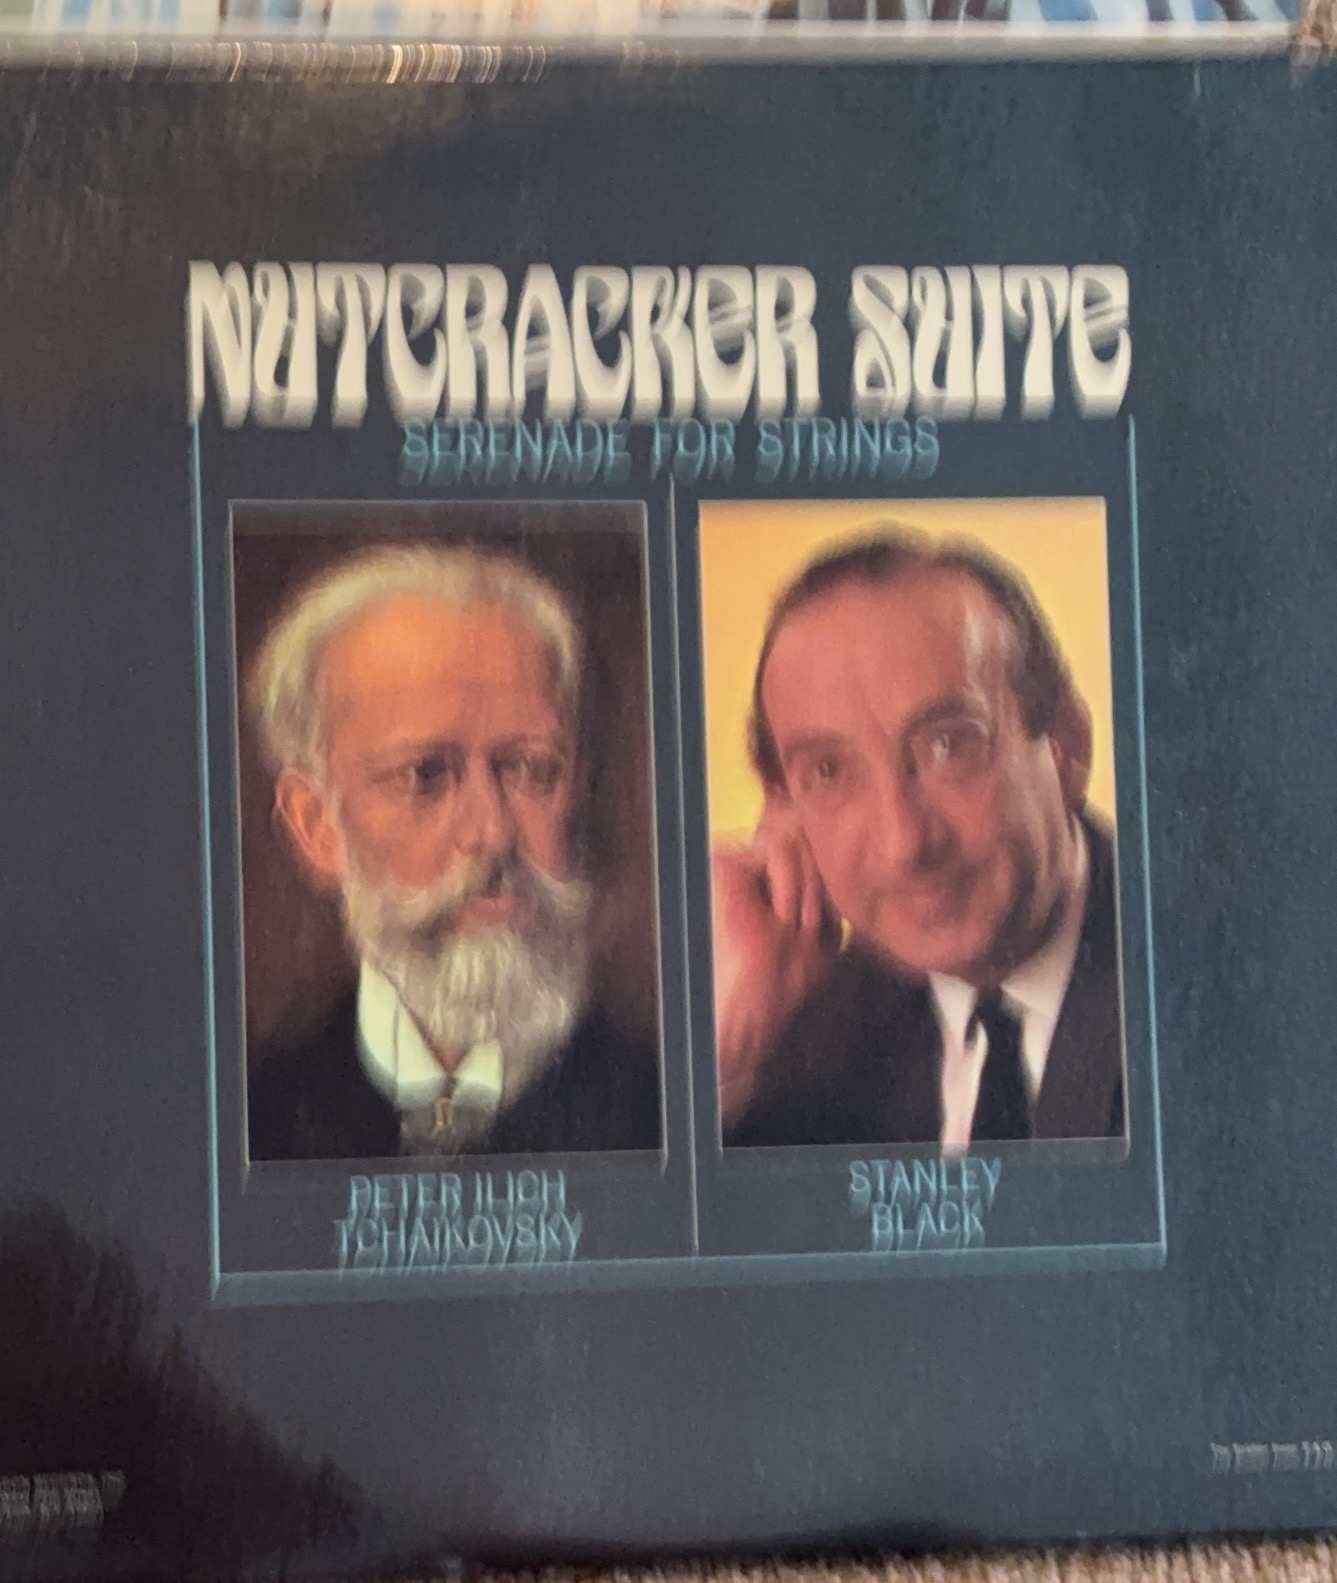 NUTCRACKER SUITE
SERENADE FOR STRINGS
PETER ILICH
TCHAIKOVSKY
STANLEY
BLACK